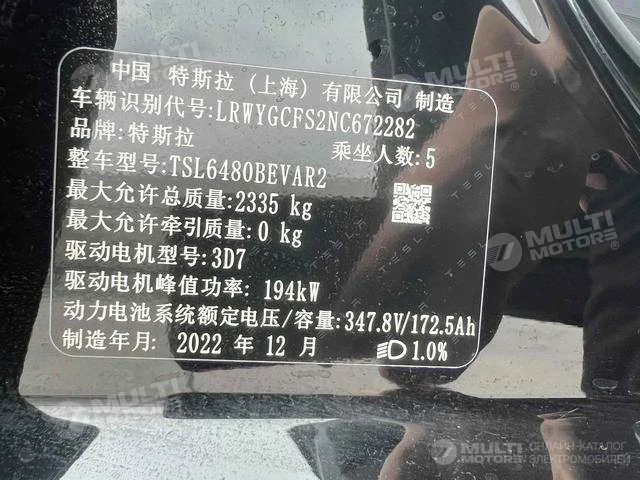 中国 特斯拉（上海）有限公司 制造
车辆识别代号:LRWYGCFS2NC672282
品牌:特斯拉
乘坐人数:5
整车型号:TSL6480BEVAR2
最大允许总质量:2335 kg
最大允许牵引质量:0 kg
驱动电机型号:3D7
驱动电机峰值功率: 194kW
动力电池系统额定电压/容量:347.8V/172.5Ah
制造年月: 2022 年 12 月
1.0%
MULTI MOTORS
MULTI MOTORS
MULTI MOTORS
MULTI MOTORS
ОНЛАЙН-КАТАЛОГ
ЭЛЕКТРОМОБИЛЕЙ